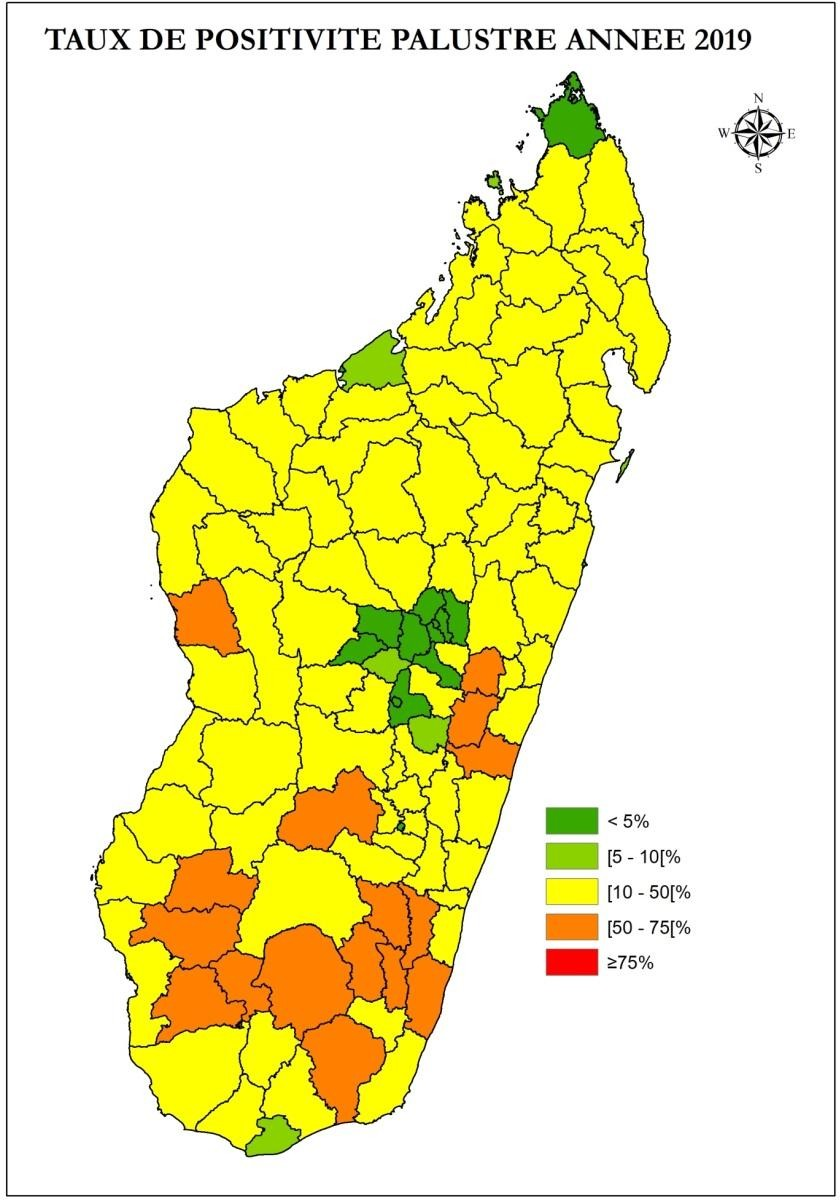 TAUX DE POSITIVITE PALUSTRE ANNEE 2019
N
W E
S
< 5%
[5 - 10[%
[10 - 50[%
[50 - 75[%
≥75%